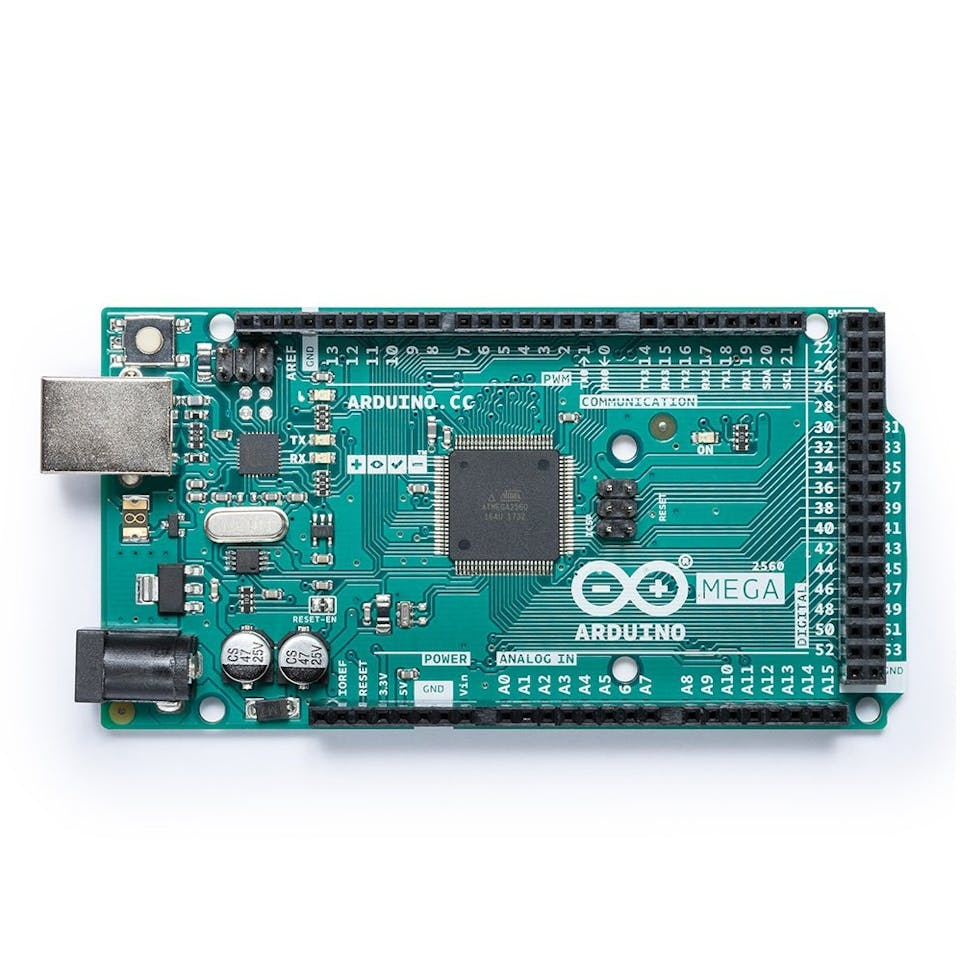 5V
AREF
GND
13
12
11
10
9
8
7
6
5
4
3
2
TX0→1
RX0←0
TX3 14
RX3 15
TX2 16
RX2 17
TX1 18
RX1 19
SDA 20
SCL 21
PWM
COMMUNICATION
ARDUINO.CC
TX
RX
ON
ATMEL
ATMEGA2560
16AU 1732
ICSP
RESET
2560
MEGA
ARDUINO
DIGITAL
22
24
26
28
30
32
34
36
38
40
42
44
46
48
50
52
31
33
35
37
39
41
43
45
47
49
51
53
GND
RESET-EN
CS
47
25V
CS
47
25V
POWER
ANALOG IN
IOREF
RESET
3.3V
5V
GND
Vin
A0
A1
A2
A3
A4
A5
6
A7
A8
A9
A10
A11
A12
A13
A14
A15